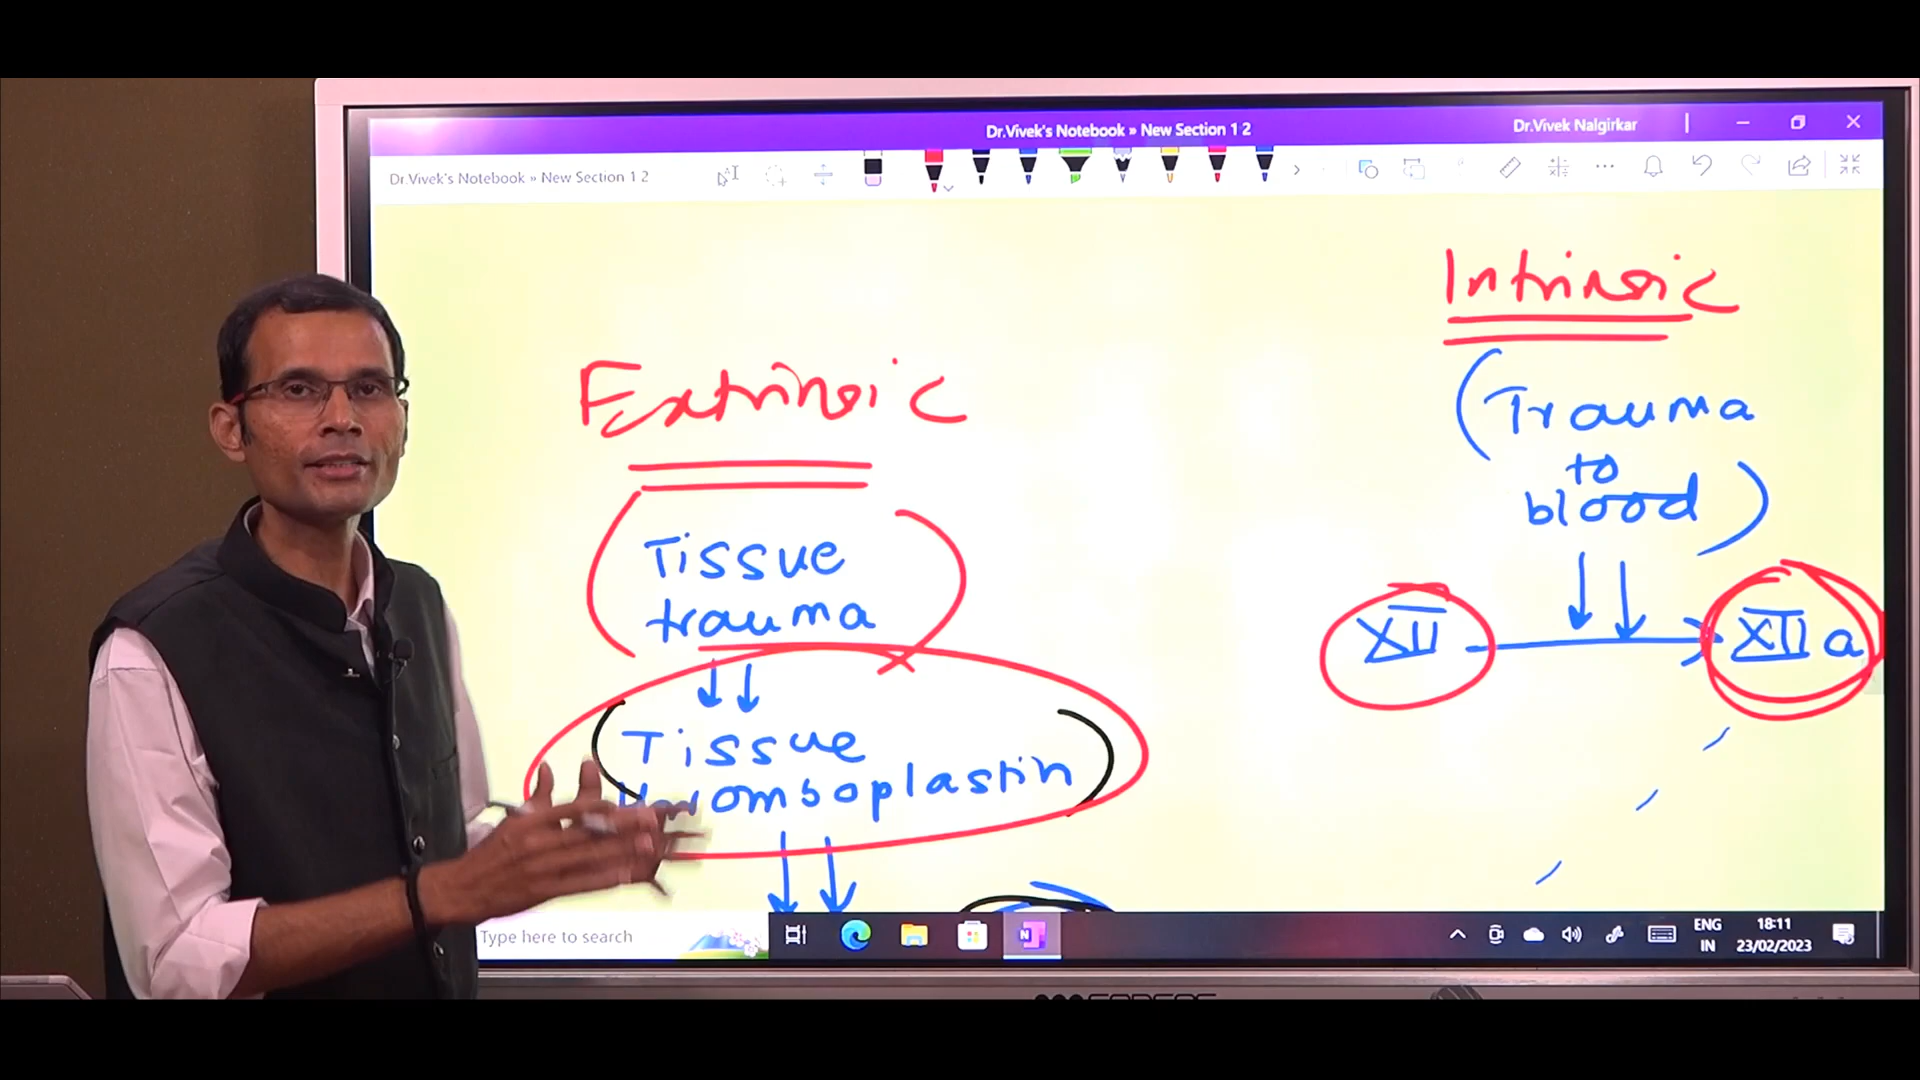 Dr.Vivek's Notebook » New Section 1 2
Dr.Vivek Nalgirkar
Dr.Vivek's Notebook » New Section 1 2
Intrinsic
(Trauma
to
blood)
Extrinsic
(Tissue
trauma)
XII
XIIa
(Tissue
thromboplastin)
Type here to search
ENG
IN
18:11
23/02/2023